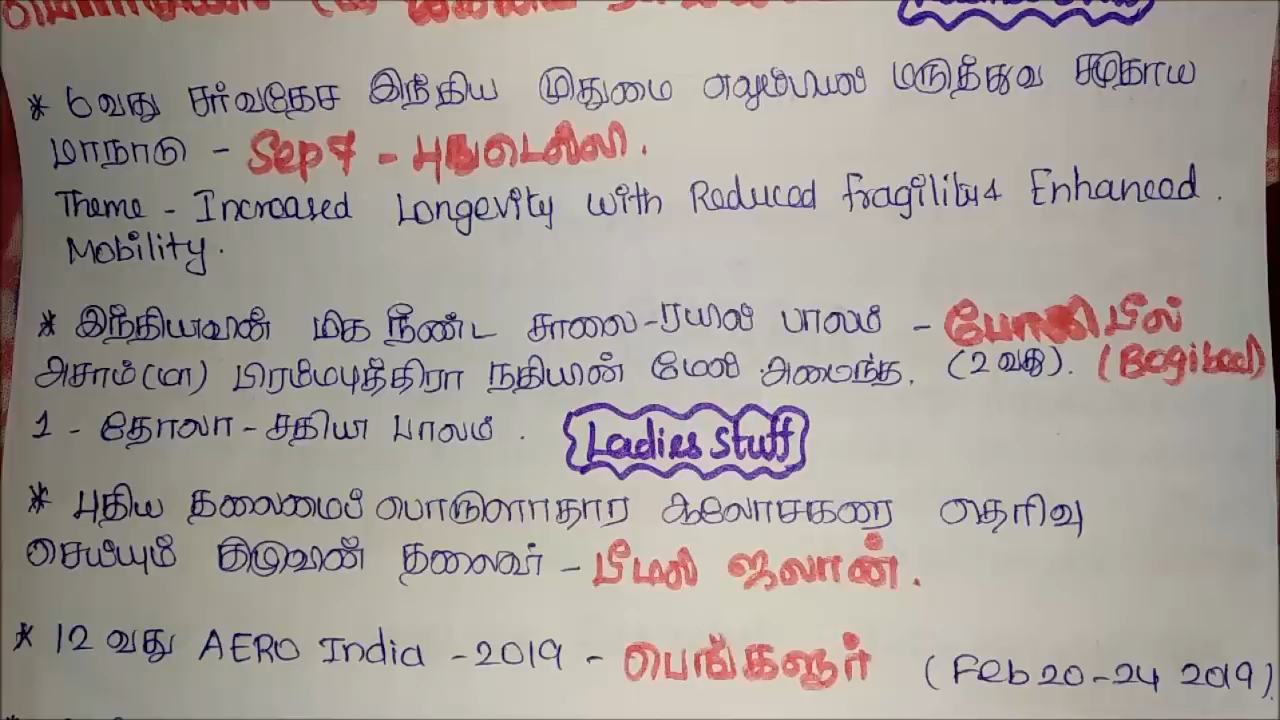 * 6வது சர்வதேச இந்திய முதுமை எலும்பியல் மருத்துவ சமுதாய
மாநாடு - Sep 7 - புதுடெல்லி.
Theme - Increased Longevity with Reduced Fragility & Enhanced.
Mobility.
* இந்தியாவின் மிக நீண்ட சாலை-ரயில் பாலம் -
அசாம்(மா) பிரம்மபுத்திரா நதியின் மேல் அமைந்த. (2வது). (Bogibeel)
1 - தோலா - சதியா பாலம்.
Ladies Stuff
* புதிய தலைமைப் பொருளாதார ஆலோசகரை தெரிவு
செய்யும் குழுவின் தலைவர் - பீமல் ஜலான்.
* 12 வது AERO India - 2019 - பெங்களூர் (Feb 20-24 2019)